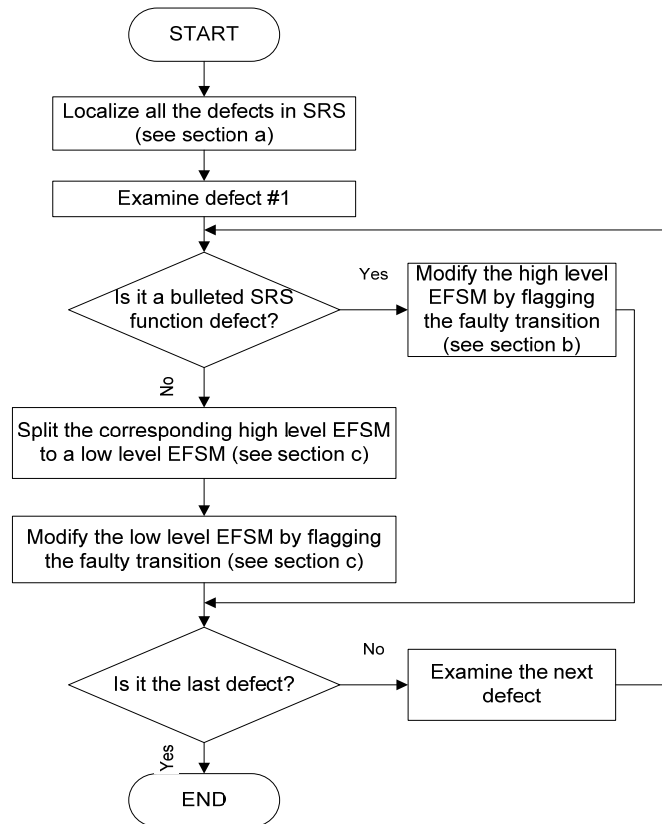 START
Localize all the defects in SRS
(see section a)
Examine defect #1
Is it a bulleted SRS
function defect?
Yes
Modify the high level
EFSM by flagging
the faulty transition
(see section b)
No
Split the corresponding high level EFSM
to a low level EFSM (see section c)
Modify the low level EFSM by flagging
the faulty transition (see section c)
Is it the last defect?
No
Examine the next
defect
Yes
END